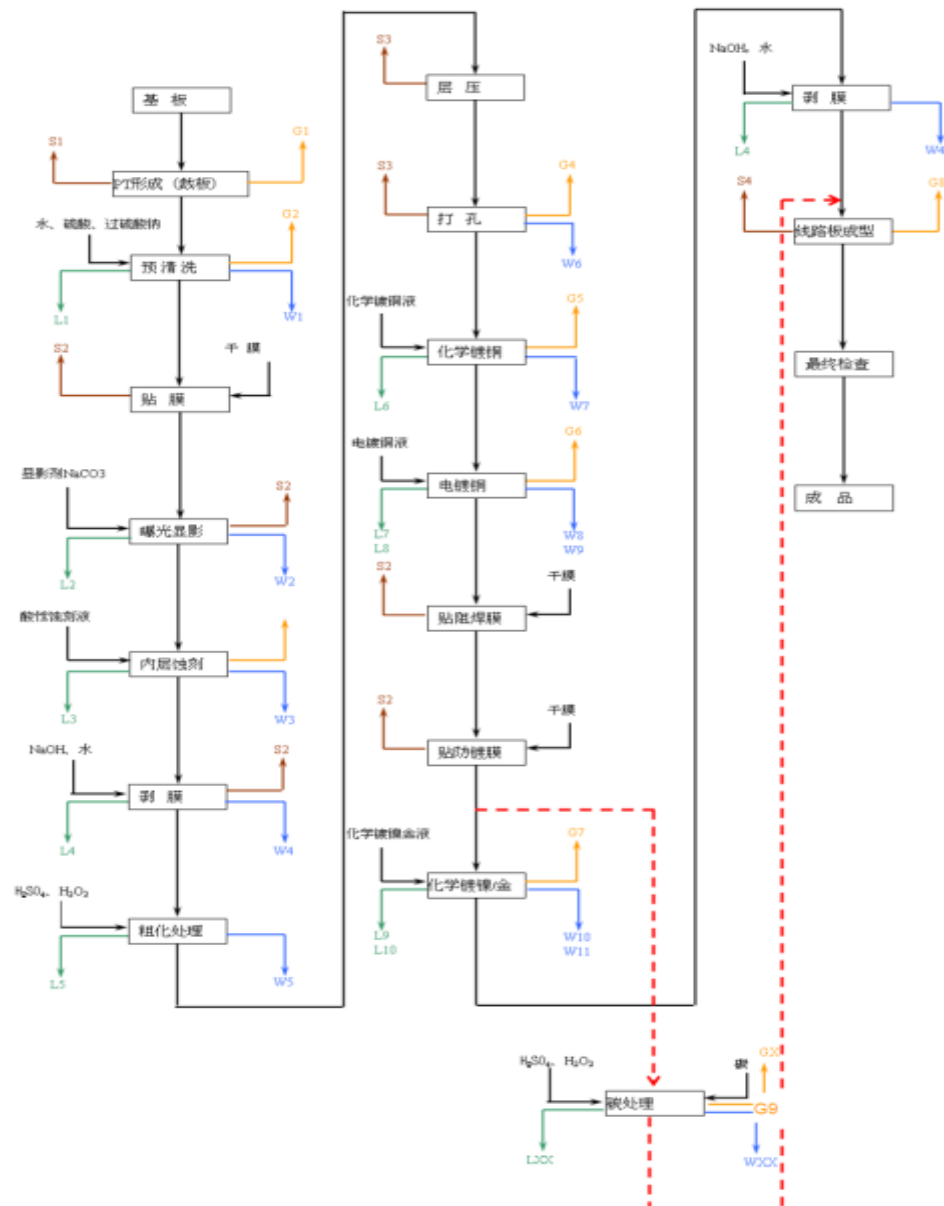 基 板
S1
G1
PT形成（裁板）
水、硫酸、过硫酸钠
G2
预清洗
L1
W1
S2
干 膜
贴 膜
显影剂NaCO3
S2
曝光显影
L2
W2
酸性蚀刻液
内层蚀刻
L3
W3
NaOH、水
S2
剥 膜
L4
W4
H₂SO₄、H₂O₂
粗化处理
L5
W5
S3
层 压
S3
G4
打 孔
W6
化学镀铜液
G5
化学镀铜
L6
W7
电镀铜液
G6
电镀铜
L7
L8
W8
W9
S2
干膜
贴阻焊膜
S2
干膜
贴防镀膜
化学镀镍金液
G7
化学镀镍/金
L9
L10
W10
W11
H₂SO₄、H₂O₂
碳
GX
碳处理
G9
LXX
WXX
NaOH、水
剥 膜
L4
W4
S4
G8
线路板成型
最终检查
成 品